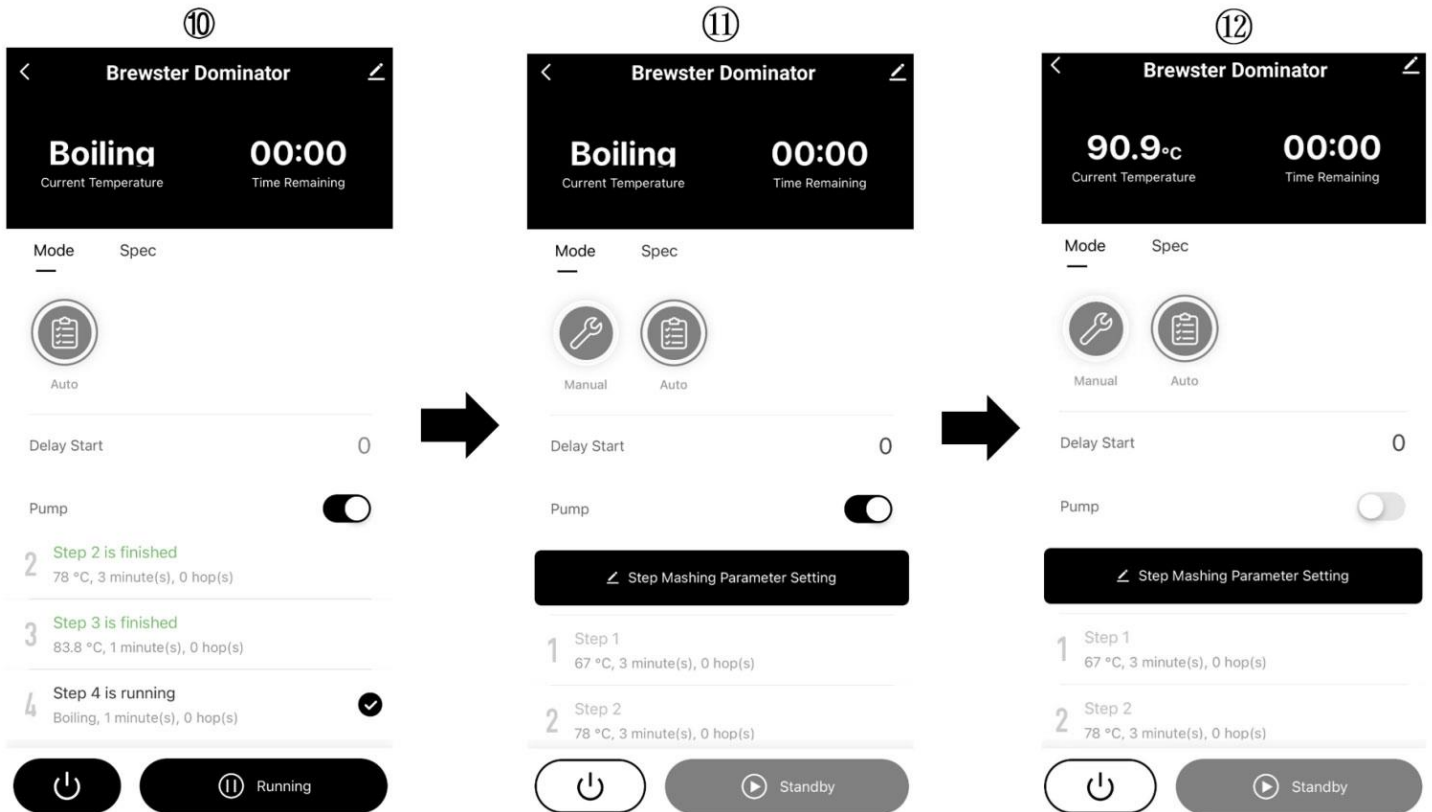 ⑩
Brewster Dominator
Boiling 00:00
Current Temperature Time Remaining
Mode Spec
Auto
Delay Start 0
Pump
2 Step 2 is finished
78 °C, 3 minute(s), 0 hop(s)
3 Step 3 is finished
83.8 °C, 1 minute(s), 0 hop(s)
4 Step 4 is running
Boiling, 1 minute(s), 0 hop(s)
Running
⑪
Brewster Dominator
Boiling 00:00
Current Temperature Time Remaining
Mode Spec
Manual Auto
Delay Start 0
Pump
Step Mashing Parameter Setting
1 Step 1
67 °C, 3 minute(s), 0 hop(s)
2 Step 2
78 °C, 3 minute(s), 0 hop(s)
Standby
⑫
Brewster Dominator
90.9°C 00:00
Current Temperature Time Remaining
Mode Spec
Manual Auto
Delay Start 0
Pump
Step Mashing Parameter Setting
1 Step 1
67 °C, 3 minute(s), 0 hop(s)
2 Step 2
78 °C, 3 minute(s), 0 hop(s)
Standby